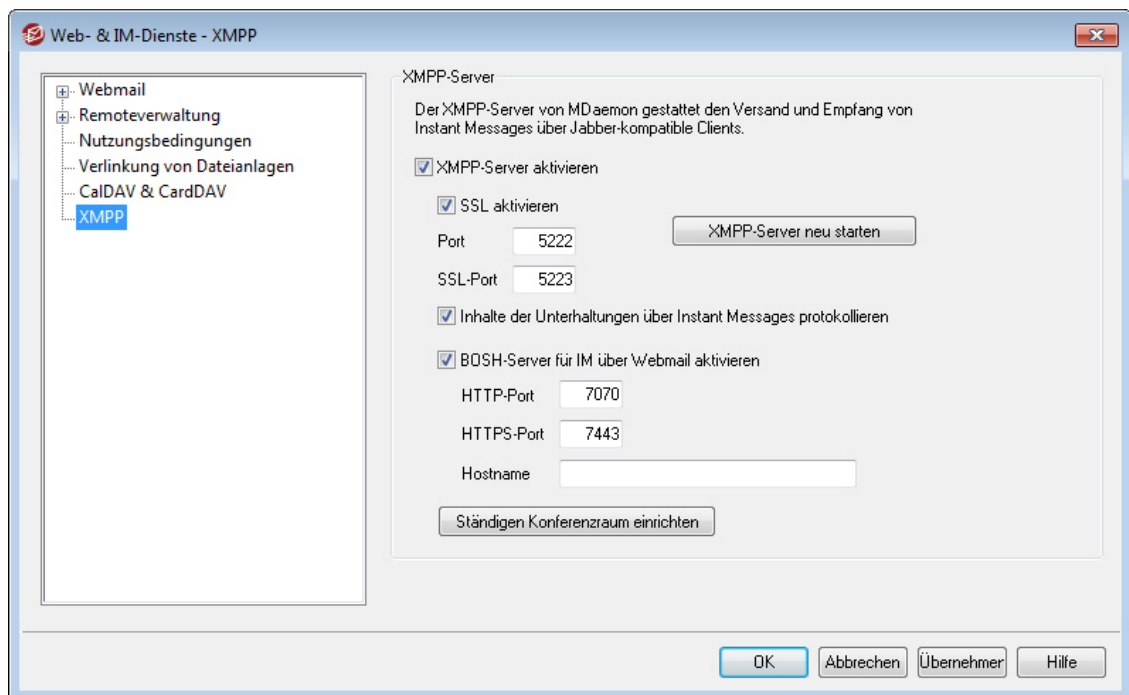 Web- & IM-Dienste - XMPP
Webmail
Remoteverwaltung
Nutzungsbedingungen
Verlinkung von Dateianlagen
CalDAV & CardDAV
XMPP
XMPP-Server
Der XMPP-Server von MDaemon gestattet den Versand und Empfang von
Instant Messages über Jabber-kompatible Clients.
XMPP-Server aktivieren
SSL aktivieren
XMPP-Server neu starten
Port 5222
SSL-Port 5223
Inhalte der Unterhaltungen über Instant Messages protokollieren
BOSH-Server für IM über Webmail aktivieren
HTTP-Port 7070
HTTPS-Port 7443
Hostname
Ständigen Konferenzraum einrichten
OK Abbrechen Übernehmer Hilfe